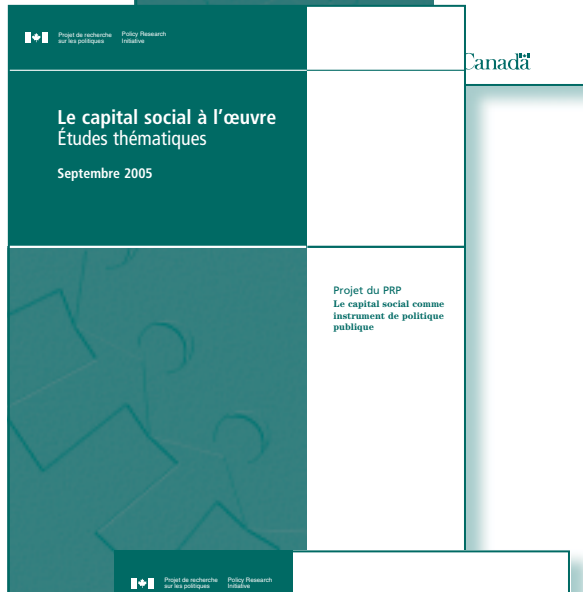 Projet de recherche
sur les politiques
Policy Research
Initiative
Canada
Le capital social à l'œuvre
Études thématiques
Septembre 2005
Projet du PRP
Le capital social comme
instrument de politique
publique
Projet de recherche
sur les politiques
Policy Research
Initiative